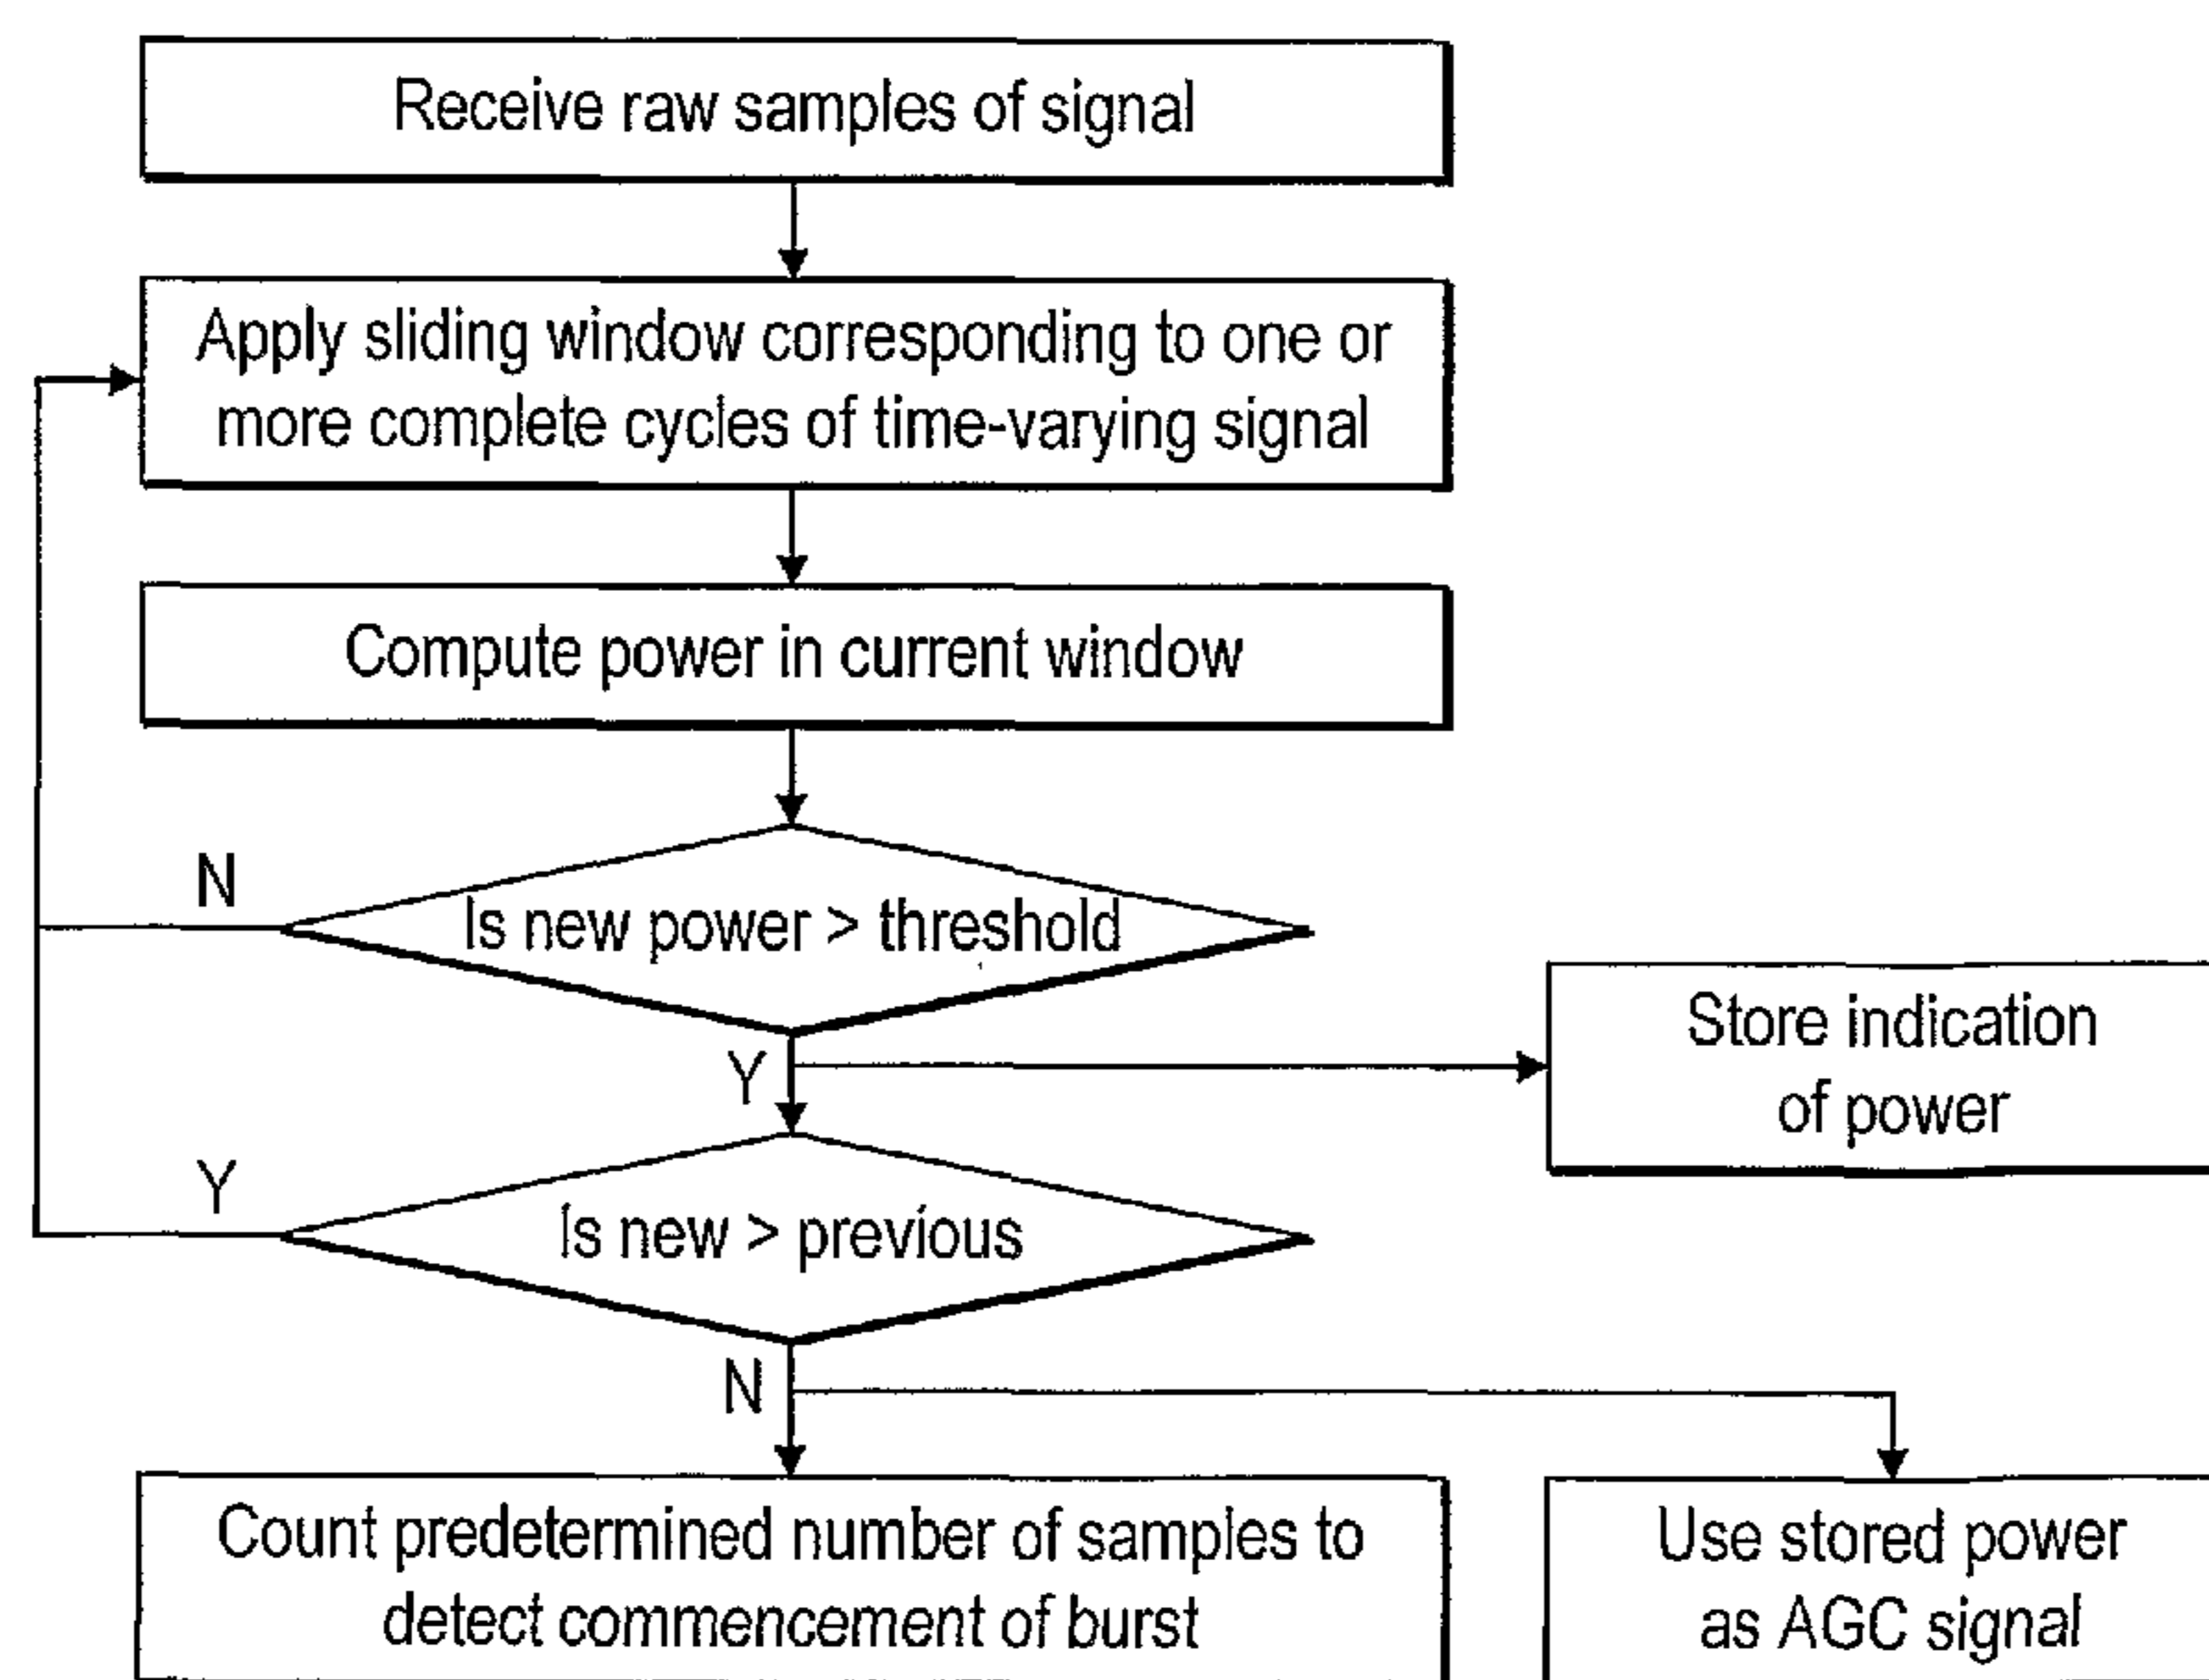 Receive raw samples of signal
Apply sliding window corresponding to one or
more complete cycles of time-varying signal
Compute power in current window
N
Is new power > threshold
Y
Store indication
of power
Y
Is new > previous
N
Count predetermined number of samples to
detect commencement of burst
Use stored power
as AGC signal